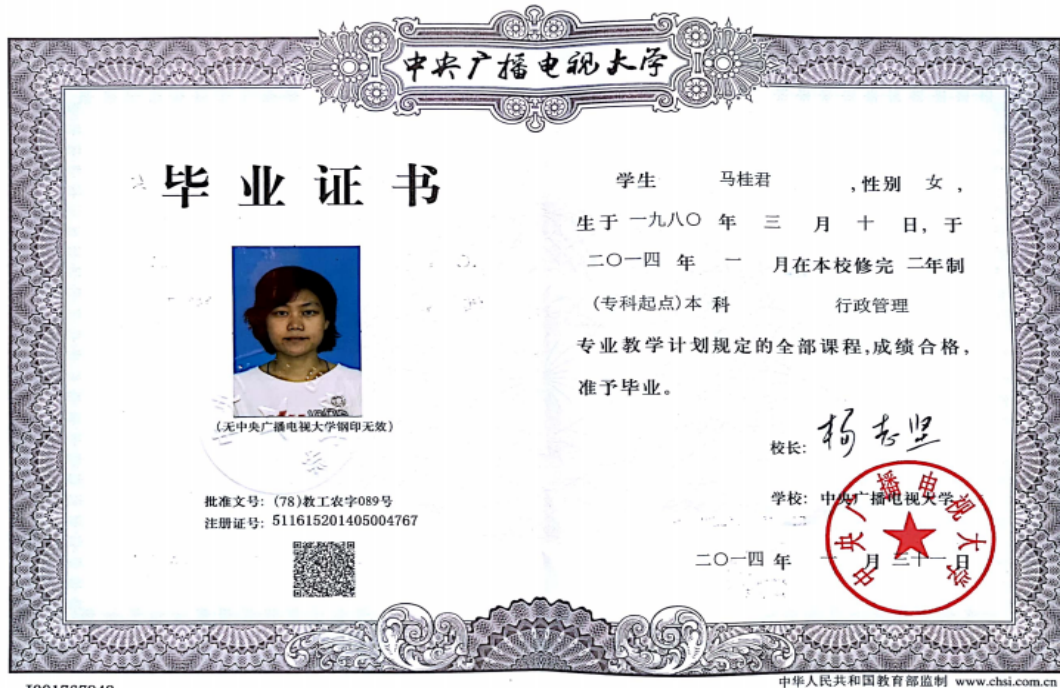 中央广播电视大学
毕业证书
(无中央广播电视大学钢印无效)
批准文号: (78)教工农字089号
注册证号: 511615201405004767
学生 马桂君 ,性别 女 ,
生于 一九八〇 年 三 月 十 日, 于
二〇一四 年 一 月在本校修完 二年制
(专科起点)本 科 行政管理
专业教学计划规定的全部课程,成绩合格,
准予毕业。
校长: 杨志坚
学校: 中央广播电视大学
二〇一四 年 一 月 三十一 日
中央广播电视大学
中华人民共和国教育部监制 www.chsi.com.cn